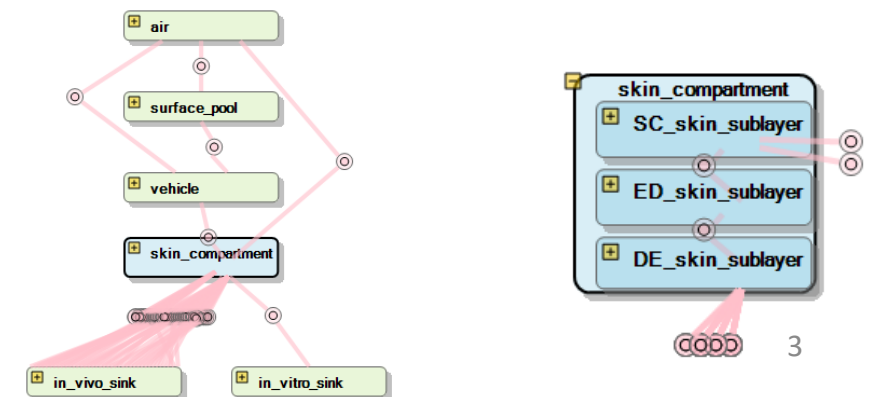 air
surface_pool
vehicle
skin_compartment
in_vivo_sink
in_vitro_sink
skin_compartment
SC_skin_sublayer
ED_skin_sublayer
DE_skin_sublayer
3